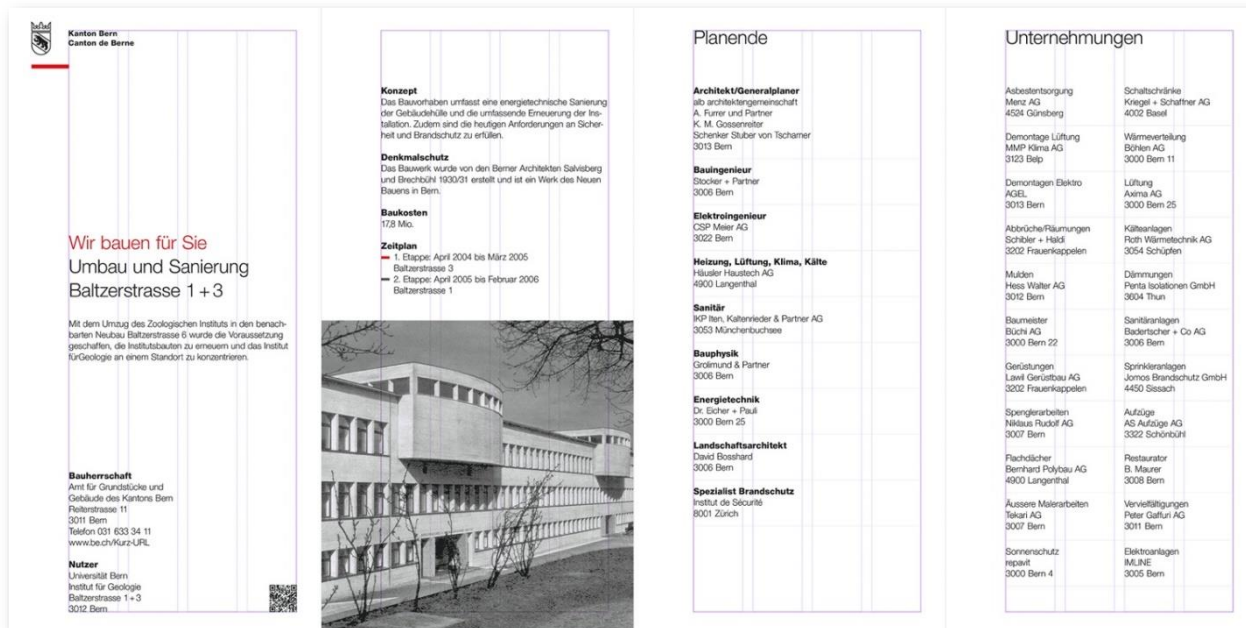 Kanton Bern
Canton de Berne
Wir bauen für Sie
Umbau und Sanierung
Baltzerstrasse 1 + 3
Mit dem Umzug des Zoologischen Instituts in den benach-
barten Neubau Baltzerstrasse 6 wurde die Voraussetzung
geschaffen, die Institutsbauten zu erneuern und das Institut
fürGeologie an einem Standort zu konzentrieren.
Bauherrschaft
Amt für Grundstücke und
Gebäude des Kantons Bern
Reiterstrasse 11
3011 Bern
Telefon 031 633 34 11
www.be.ch/Kurz-URL
Nutzer
Universität Bern
Institut für Geologie
Baltzerstrasse 1 + 3
3012 Bern
Konzept
Das Bauvorhaben umfasst eine energietechnische Sanierung
der Gebäudehülle und die umfassende Erneuerung der Ins-
tallation. Zudem sind die heutigen Anforderungen an Sicher-
heit und Brandschutz zu erfüllen.
Denkmalschutz
Das Bauwerk wurde von den Berner Architekten Salvisberg
und Brechbühl 1930/31 erstellt und ist ein Werk des Neuen
Bauens in Bern.
Baukosten
17,8 Mio.
Zeitplan
1. Etappe: April 2004 bis März 2005
Baltzerstrasse 3
2. Etappe: April 2005 bis Februar 2006
Baltzerstrasse 1
Planende
Architekt/Generalplaner
alb architektengemeinschaft
A. Furrer und Partner
K. M. Gossenreiter
Schenker Stuber von Tscharner
3013 Bern
Bauingenieur
Stocker + Partner
3006 Bern
Elektroingenieur
CSP Meier AG
3022 Bern
Heizung, Lüftung, Klima, Kälte
Häusler Haustech AG
4900 Langenthal
Sanitär
IKP Iten, Kaltenrieder & Partner AG
3053 Münchenbuchsee
Bauphysik
Grolimund & Partner
3006 Bern
Energietechnik
Dr. Eicher + Pauli
3000 Bern 25
Landschaftsarchitekt
David Bosshard
3006 Bern
Spezialist Brandschutz
Institut de Sécurité
8001 Zürich
Unternehmungen
Asbestentsorgung
Menz AG
4524 Günsberg
Demontage Lüftung
MMP Klima AG
3123 Belp
Demontagen Elektro
AGEL
3013 Bern
Abbrüche/Räumungen
Schibler + Haldi
3202 Frauenkappelen
Mulden
Hess Walter AG
3012 Bern
Baumeister
Büchi AG
3000 Bern 22
Gerüstungen
Lawil Gerüstbau AG
3202 Frauenkappelen
Spenglerarbeiten
Niklaus Rudolf AG
3007 Bern
Flachdächer
Bernhard Polybau AG
4900 Langenthal
Äussere Malerarbeiten
Tekari AG
3007 Bern
Sonnenschutz
repavit
3000 Bern 4
Schaltschränke
Kriegel + Schaffner AG
4002 Basel
Wärmeverteilung
Böhlen AG
3000 Bern 11
Lüftung
Axima AG
3000 Bern 25
Kälteanlagen
Roth Wärmetechnik AG
3054 Schüpfen
Dämmungen
Penta Isolationen GmbH
3604 Thun
Sanitäranlagen
Badertscher + Co AG
3006 Bern
Sprinkleranlagen
Jomos Brandschutz GmbH
4450 Sissach
Aufzüge
AS Aufzüge AG
3322 Schönbühl
Restaurator
B. Maurer
3008 Bern
Vervielfältigungen
Peter Gaffuri AG
3011 Bern
Elektroanlagen
IMLINE
3005 Bern